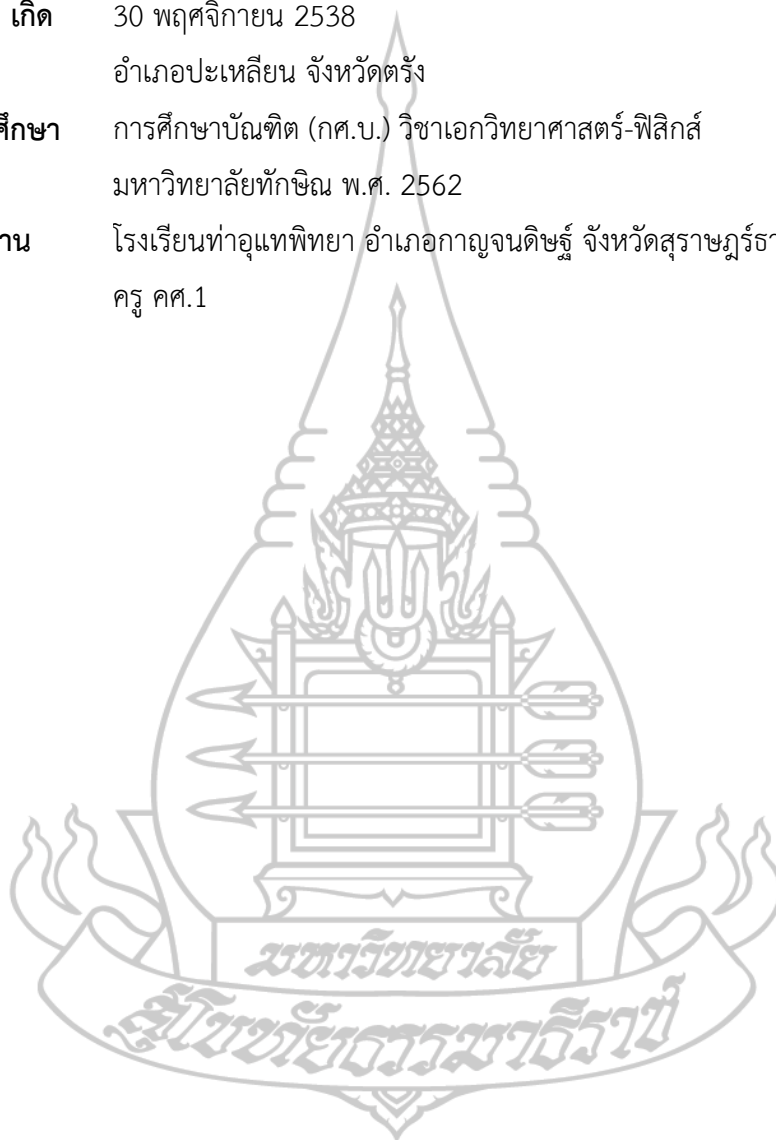 เกิด 30 พฤศจิกายน 2538
อำเภอปะเหลียน จังหวัดตรัง
ศึกษา การศึกษาบัณฑิต (กศ.บ.) วิชาเอกวิทยาศาสตร์-ฟิสิกส์
มหาวิทยาลัยทักษิณ พ.ศ. 2562
าน โรงเรียนท่าอุแทพิทยา อำเภอกาญจนดิษฐ์ จังหวัดสุราษฎร์ธา
ครู คศ.1
มหาวิทยาลัย
สุโขทัยธรรมาธิราช